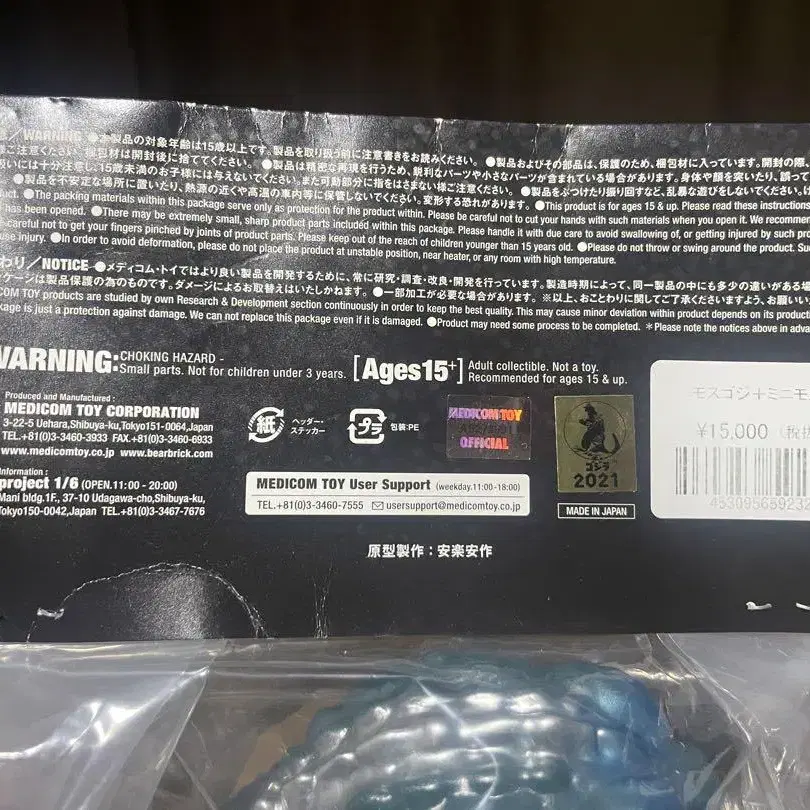 ／WARNING ●本製品の対象年齢は15歳以上です。製品を取り扱う前に注意書きをお読みください。 ●製品およびその部品は、保護のため、梱包材に入っています。開封の際、
ご注意ください。梱包材は開封後に捨ててください。 ●製品は精密な再現を行うため、鋭利なパーツや小さなパーツが含まれている場合があります。身体や顔を突いたり、誤って
扱いには十分注意し、15歳未満のお子様には与えないでください。また可動部分に指をはさまない様ご注意ください。 ●製品をぶつけたり振り回すなど、乱暴な遊びをしないでください。
●製品を不安定な場所に置いたり、熱源の近くや高温の車内等に保管しないでください。変形する恐れがあります。 ●This product is for ages 15 & up. Please read these instructions
duct. ●The packing materials within this package serve only as protection for the product within. Please be careful not to cut your hands with such materials when you open it. We recommen
has been opened. ●There may be extremely small, sharp product parts included within this package. Please handle it with due care to avoid swallowing of, or getting injured by such pro
careful not to get your fingers pinched by joints of product parts. Please keep out of the reach of children younger than 15 years old. ●Please do not throw or swing around the product. Suc
use injury. ●In order to avoid deformation, please do not place the product at unstable position, near heater, or any room with high temperature.
わり／NOTICE ●メディコム・トイではより良い製品を開発するために、常に研究・調査・改良・開発を行っています。製造時期によって、同一製品の中にも多少の違いがある場
ケージは製品保護の為のものです。ダメージによるお取替えはいたしかねます。 ●一部加工が必要な場合があります。 ※以上、おことわりに関してご了承くださいますよう、お願いい
COM TOY products are studied by own Research & Development section continuously in order to keep the best quality. This may cause minor deviation within product depends on its producti
kage is just a protection against damage. We can not replace this package even if it is damaged. ●Product may need some process to be completed. ＊Please note the notices above in adva
WARNING: CHOKING HAZARD -
Small parts. Not for children under 3 years.
[Ages15+] Adult collectible. Not a toy.
Recommended for ages 15 & up.
Produced and Manufactured :
MEDICOM TOY CORPORATION
3-22-5 Uehara,Shibuya-ku,Tokyo151-0064,Japan
TEL.+81(0)3-3460-3933 FAX.+81(0)3-3460-6933
www.medicomtoy.co.jp www.bearbrick.com
Information :
project 1/6 (OPEN.11:00 - 20:00)
Mani bldg.1F, 37-10 Udagawa-cho,Shibuya-ku,
Tokyo150-0042,Japan TEL.+81(0)3-3467-7676
紙
ヘッダー・
ステッカー
プラ
包装:PE
MEDICOM TOY
OFFICIAL
ゴジラ
2021
MADE IN JAPAN
MEDICOM TOY User Support (weekday.11:00-18:00)
TEL.+81(0)3-3460-7555 usersupport@medicomtoy.co.jp
モスゴジ＋ミニモ
¥15,000 (税抜
453095659232
原型製作：安楽安作